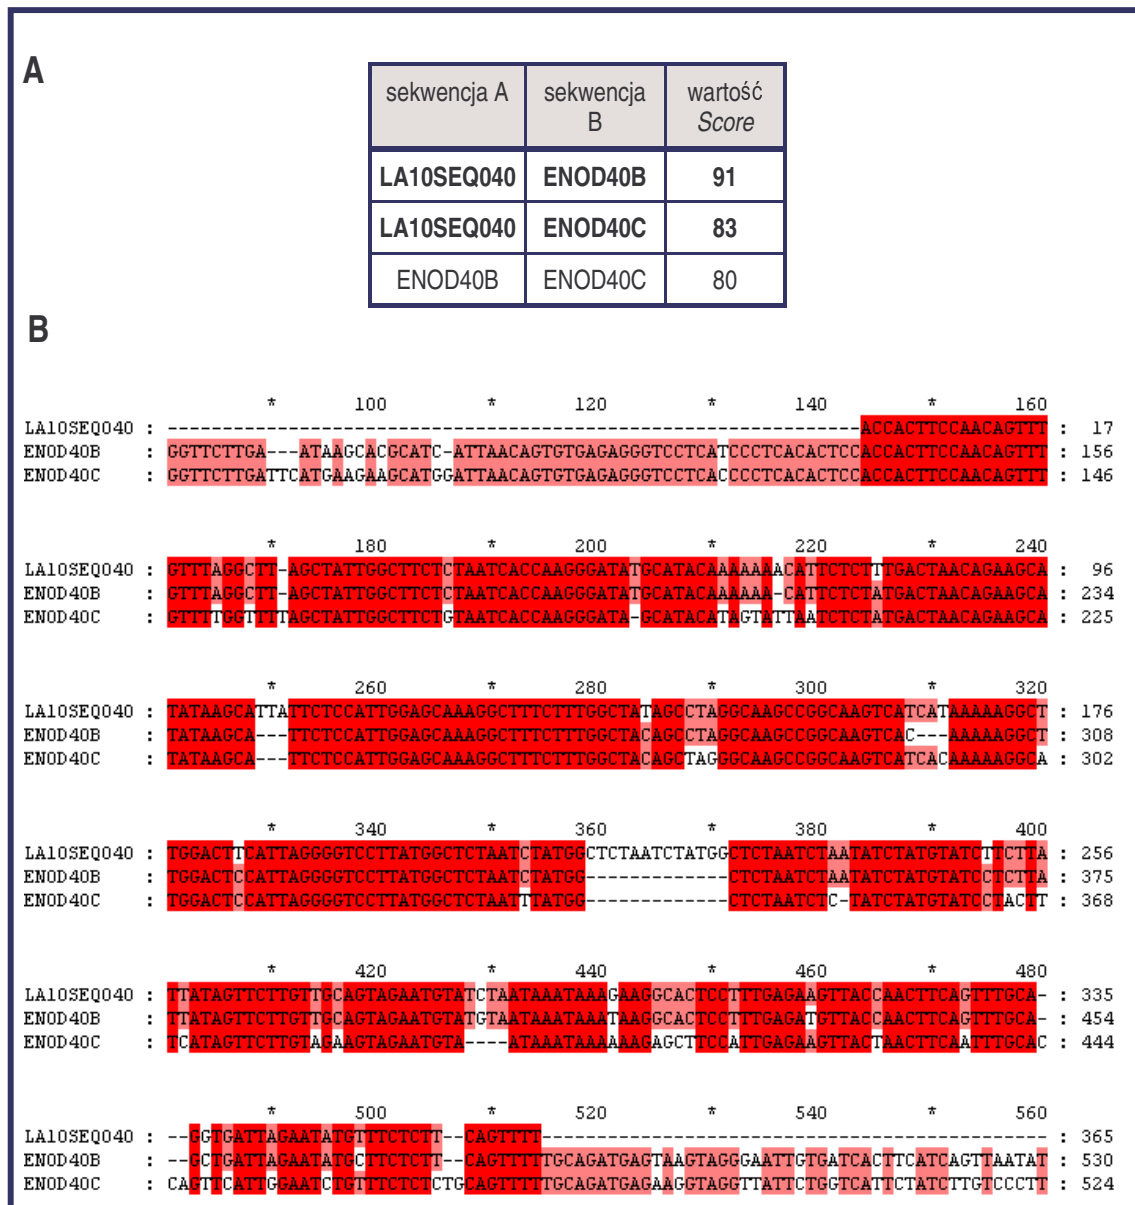 A
sekwencja A sekwencja B wartość Score
LA10SEQ040 ENOD40B 91
LA10SEQ040 ENOD40C 83
ENOD40B ENOD40C 80
B
* 100 * 120 * 140 * 160
LA10SEQ040 : ---------------------------------------------------------------ACCACTTCCAACAGTTT : 17
ENOD40B : GGTTCTTGA---ATAAGCACGCATC-ATTAACAGTGTGAGAGGGTCCTCATCCCTCACACTCCACCACTTCCAACAGTTT : 156
ENOD40C : GGTTCTTGATTCATGAAGAAGCATGGATTAACAGTGTGAGAGGGTCCTCACCCCTCACACTCCACCACTTCCAACAGTTT : 146
* 180 * 200 * 220 * 240
LA10SEQ040 : GTTTAGGCTT-AGCTATTGGCTTCTCTAATCACCAAGGGATATGCATACAAAAAAACATTCTCTTTGACTAACAGAAGCA : 96
ENOD40B : GTTTAGGCTT-AGCTATTGGCTTCTCTAATCACCAAGGGATATGCATACAAAAAA-CATTCTCTATGACTAACAGAAGCA : 234
ENOD40C : GTTTTGGTTTTAGCTATTGGCTTCTGTAATCACCAAGGGATA-GCATACATAGTATTAATCTCTATGACTAACAGAAGCA : 225
* 260 * 280 * 300 * 320
LA10SEQ040 : TATAAGCATTATTCTCCATTGGAGCAAAGGCTTTCTTTGGCTATAGCCTAGGCAAGCCGGCAAGTCATCATAAAAAGGCT : 176
ENOD40B : TATAAGCA---TTCTCCATTGGAGCAAAGGCTTTCTTTGGCTACAGCCTAGGCAAGCCGGCAAGTCAC---AAAAAGGCT : 308
ENOD40C : TATAAGCA---TTCTCCATTGGAGCAAAGGCTTTCTTTGGCTACAGCTAGGGCAAGCCGGCAAGTCATCACAAAAAGGCA : 302
* 340 * 360 * 380 * 400
LA10SEQ040 : TGGACTTCATTAGGGGTCCTTATGGCTCTAATCTATGGCTCTAATCTATGGCTCTAATCTAATATCTATGTATCTTCTTA : 256
ENOD40B : TGGACTCCATTAGGGGTCCTTATGGCTCTAATCTATGG-------------CTCTAATCTAATATCTATGTATCCTCTTA : 375
ENOD40C : TGGACTCCATTAGGGGTCCTTATGGCTCTAATTTATGG-------------CTCTAATCTC-TATCTATGTATCCTACTT : 368
* 420 * 440 * 460 * 480
LA10SEQ040 : TTATAGTTCTTGTTGCAGTAGAATGTATCTAATAAATAAAGAAGGCACTCCTTTGAGAAGTTACCAACTTCAGTTTGCA- : 335
ENOD40B : TTATAGTTCTTGTTGCAGTAGAATGTATGTAATAAATAAATAAGGCACTCCTTTGAGATGTTACCAACTTCAGTTTGCA- : 454
ENOD40C : TCATAGTTCTTGTAGAAGTAGAATGTA----ATAAATAAAAAAGAGCTTCCATTGAGAAGTTACTAACTTCAATTTGCAC : 444
* 500 * 520 * 540 * 560
LA10SEQ040 : --GGTGATTAGAATATGTTTCTCTTT--CAGTTTT---------------------------------------------- : 365
ENOD40B : --GCTGATTAGAATATGCTTCTCTT--CAGTTTTTGCAGATGAGTAAGTAGGGAATTGTGATCACTTCATCAGTTAATAT : 530
ENOD40C : CAGTTCATTGGAATCTGTTTCTCTCTGCAGTTTTTGCAGATGAGAAGGTAGGTTATTCTGGTCATTCTATCTTGTCCCTT : 524